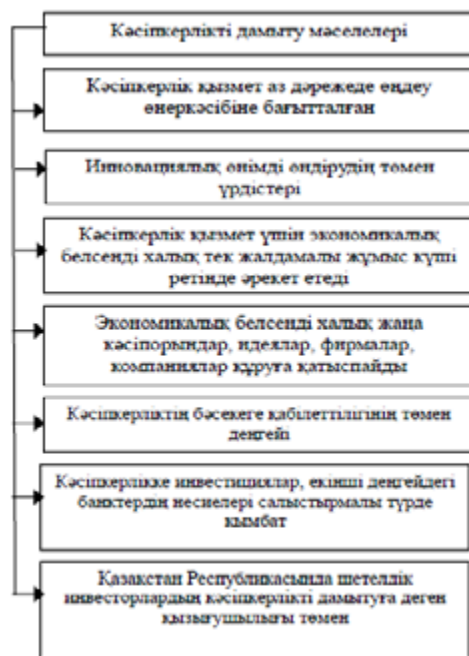 Кәсіпкерлікті дамыту мәселелері
Кәсіпкерлік қызмет аз дәрежеде өңдеу
өнеркәсібіне бағытталған
Инновациялық өнімді өндірудің төмен
үрдістері
Кәсіпкерлік қызмет үшін экономикалық
белсенді халық тек жалдамалы жұмыс күші
ретінде әрекет етеді
Экономикалық белсенді халық жаңа
кәсіпорындар, идеялар, фирмалар,
компаниялар құруға қатыспайды
Кәсіпкерліктің бәсекеге қабілеттілігінің төмен
деңгейі
Кәсіпкерлікке инвестициялар, екінші деңгейдегі
банктердің несиелері салыстырмалы түрде
қымбат
Қазақстан Республикасында шетелдік
инвесторлардың кәсіпкерлікті дамытуға деген
қызығушылығы төмен